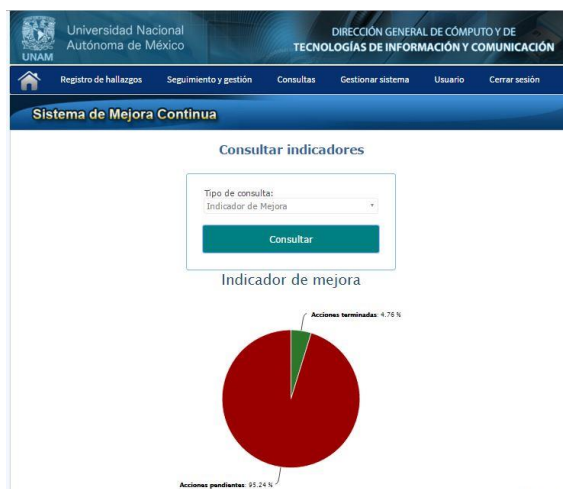 Universidad Nacional
Autónoma de México
UNAM
DIRECCIÓN GENERAL DE CÓMPUTO Y DE
TECNOLOGÍAS DE INFORMACIÓN Y COMUNICACIÓN
Registro de hallazgos Seguimiento y gestión Consultas Gestionar sistema Usuario Cerrar sesión
Sistema de Mejora Continua
Consultar indicadores
Tipo de consulta:
Indicador de Mejora
Consultar
Indicador de mejora
Acciones terminadas: 4.76 %
Acciones pendientes: 95.24 %